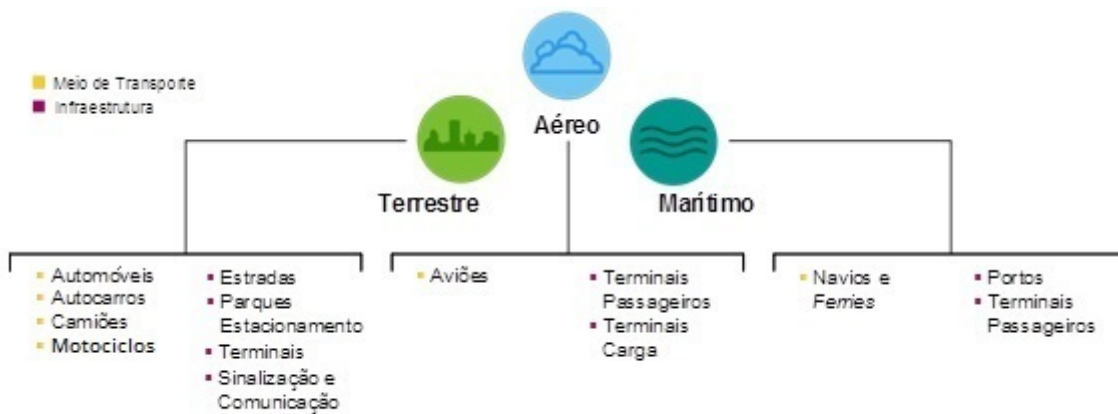 Meio de Transporte
Infraestrutura
Aéreo
Terrestre
Marítimo
Automóveis
Autocarros
Camiões
Motociclos
Estradas
Parques
Estacionamento
Terminais
Sinalização e
Comunicação
Aviões
Terminais
Passageiros
Terminais
Carga
Navios e
Ferries
Portos
Terminais
Passageiros